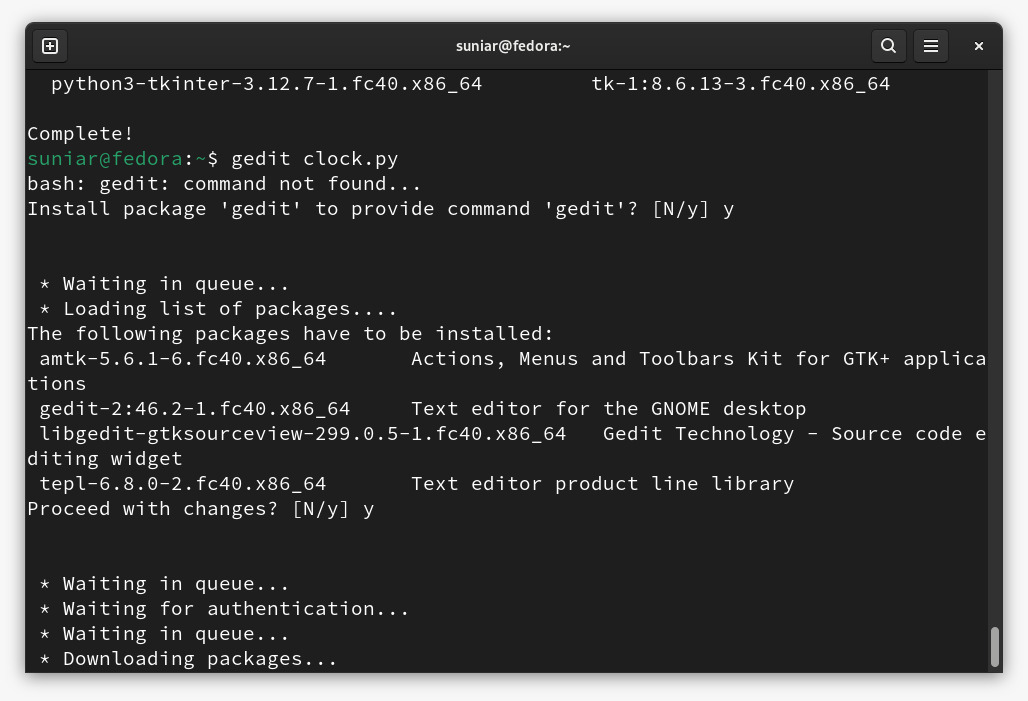 suniar@fedora:~
python3-tkinter-3.12.7-1.fc40.x86_64         tk-1:8.6.13-3.fc40.x86_64
Complete!
suniar@fedora:~$ gedit clock.py
bash: gedit: command not found...
Install package 'gedit' to provide command 'gedit'? [N/y] y
* Waiting in queue...
* Loading list of packages....
The following packages have to be installed:
amtk-5.6.1-6.fc40.x86_64       Actions, Menus and Toolbars Kit for GTK+ applica
tions
gedit-2:46.2-1.fc40.x86_64     Text editor for the GNOME desktop
libgedit-gtksourceview-299.0.5-1.fc40.x86_64   Gedit Technology - Source code e
diting widget
tepl-6.8.0-2.fc40.x86_64       Text editor product line library
Proceed with changes? [N/y] y
* Waiting in queue...
* Waiting for authentication...
* Waiting in queue...
* Downloading packages...